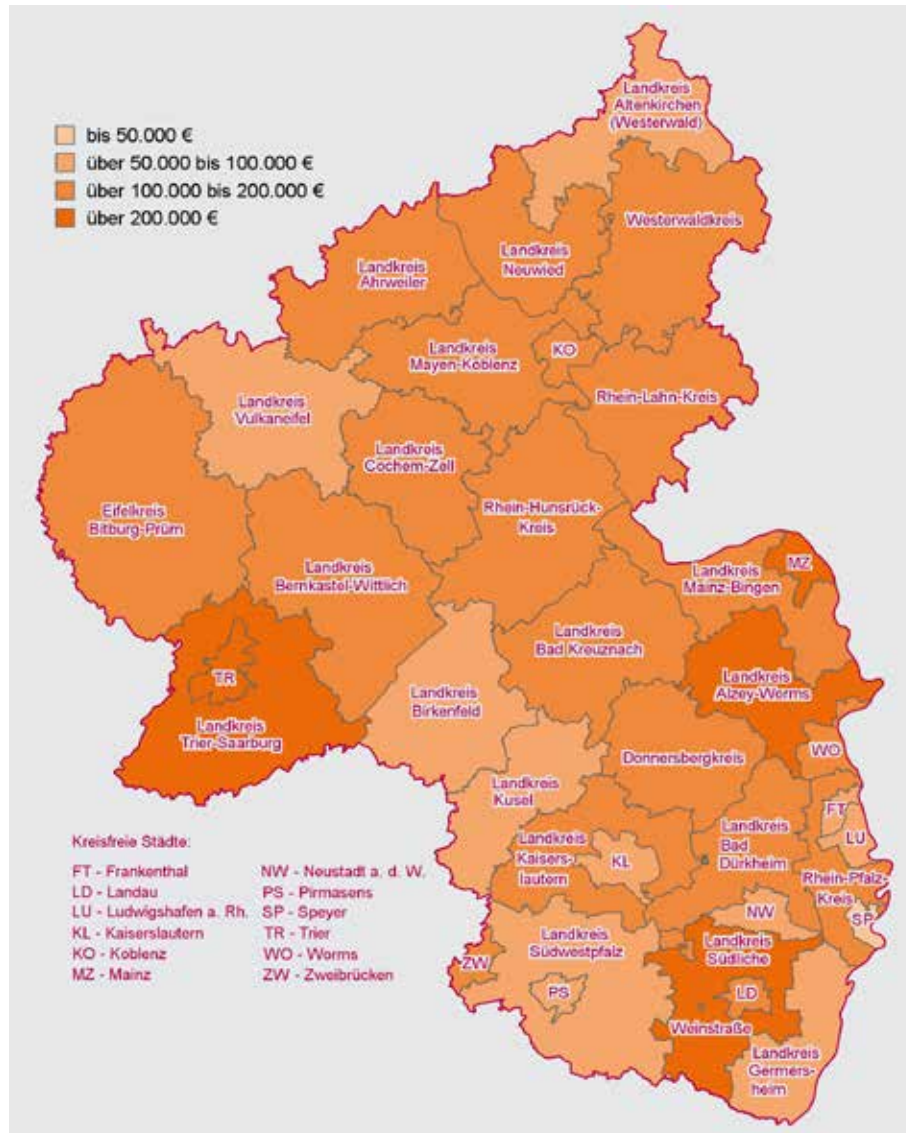 bis 50.000 €
über 50.000 bis 100.000 €
über 100.000 bis 200.000 €
über 200.000 €
Landkreis
Altenkirchen
(Westerwald)
Westerwaldkreis
Landkreis
Neuwied
Landkreis
Ahrweiler
Landkreis
Mayen-Koblenz
KO
Rhein-Lahn-Kreis
Landkreis
Vulkaneifel
Landkreis
Cochem-Zell
Rhein-Hunsrück-
Kreis
Eifelkreis
Bitburg-Prüm
Landkreis
Bernkastel-Wittlich
Landkreis
Mainz-Bingen
MZ
Landkreis
Bad Kreuznach
Landkreis
Alzey-Worms
TR
Landkreis
Trier-Saarburg
Landkreis
Birkenfeld
Donnersbergkreis
WO
Landkreis
Kusel
FT
LU
Landkreis
Kaisers-
lautern
KL
Landkreis
Bad
Dürkheim
Rhein-Pfalz-
Kreis
SP
NW
ZW
Landkreis
Südwestpfalz
PS
Landkreis
Südliche
Weinstraße
LD
Landkreis
Germers-
heim
Kreisfreie Städte:
FT - Frankenthal
LD - Landau
LU - Ludwigshafen a. Rh.
KL - Kaiserslautern
KO - Koblenz
MZ - Mainz
NW - Neustadt a. d. W.
PS - Pirmasens
SP - Speyer
TR - Trier
WO - Worms
ZW - Zweibrücken